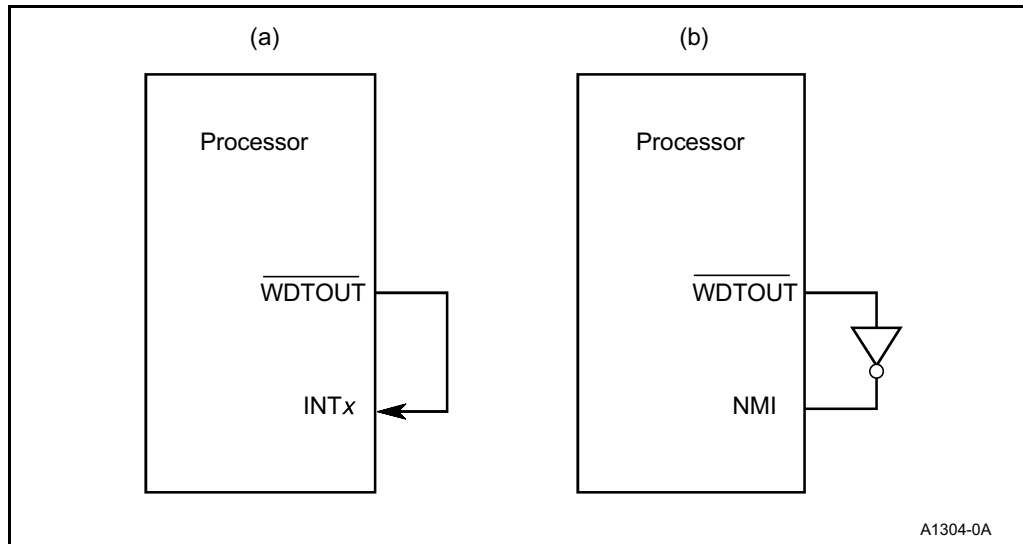 (a)
(b)
Processor
Processor
WDTOUT
WDTOUT
INTx
NMI
A1304-0A